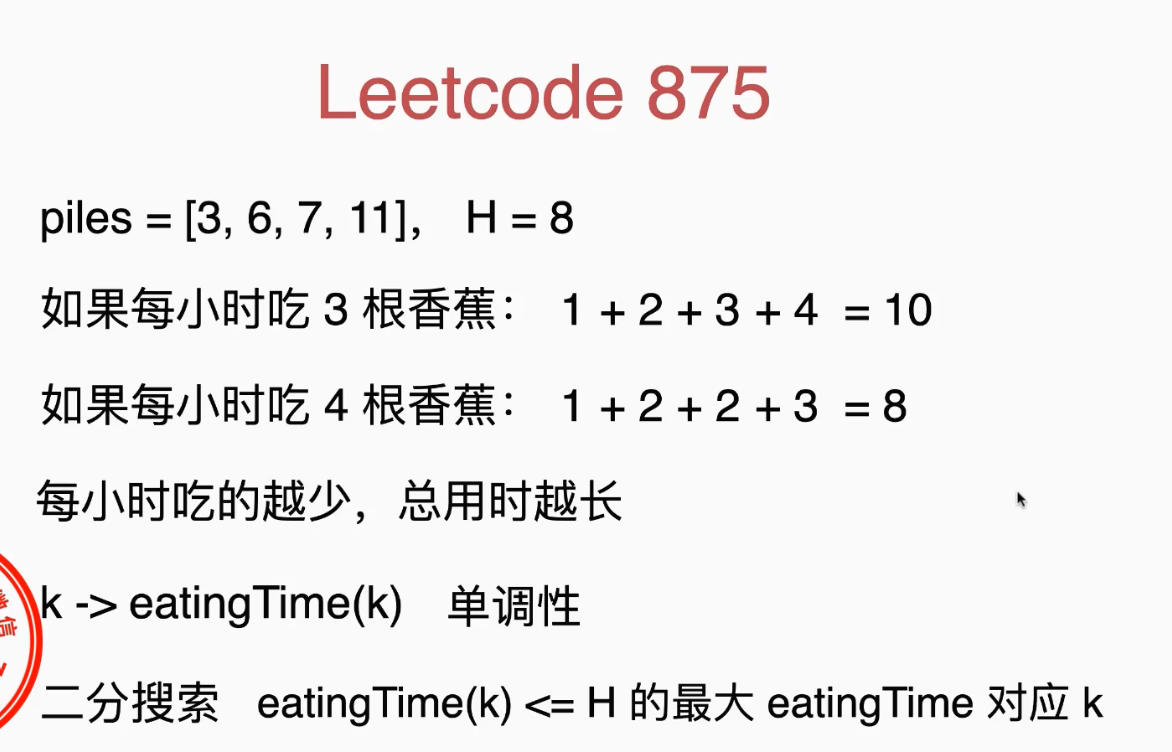 Leetcode 875
piles = [3, 6, 7, 11], H = 8
如果每小时吃 3 根香蕉： 1 + 2 + 3 + 4 = 10
如果每小时吃 4 根香蕉： 1 + 2 + 2 + 3 = 8
每小时吃的越少，总用时越长
k -> eatingTime(k) 单调性
二分搜索 eatingTime(k) <= H 的最大 eatingTime 对应 k
信